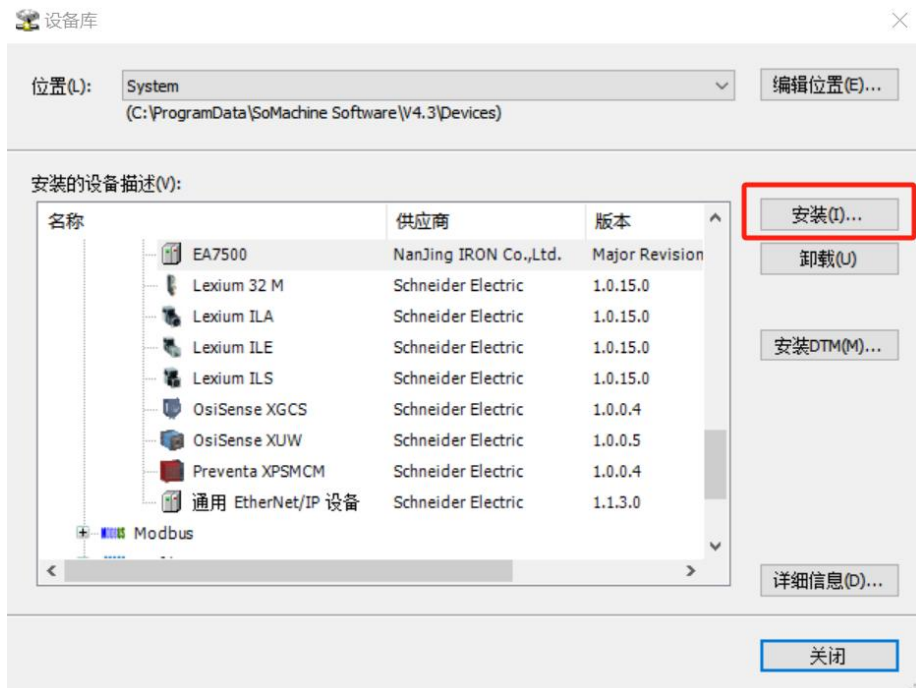 设备库
位置(L):
System
编辑位置(E)...
(C:\ProgramData\SoMachine Software\V4.3\Devices)
安装的设备描述(V):
名称 供应商 版本
安装(I)...
EA7500 NanJing IRON Co.,Ltd. Major Revision
卸载(U)
Lexium 32 M Schneider Electric 1.0.15.0
Lexium ILA Schneider Electric 1.0.15.0
Lexium ILE Schneider Electric 1.0.15.0
安装DTM(M)...
Lexium ILS Schneider Electric 1.0.15.0
OsiSense XGCS Schneider Electric 1.0.0.4
OsiSense XUW Schneider Electric 1.0.0.5
Preventa XPSMCM Schneider Electric 1.0.0.4
通用 EtherNet/IP 设备 Schneider Electric 1.1.3.0
Modbus
详细信息(D)...
关闭